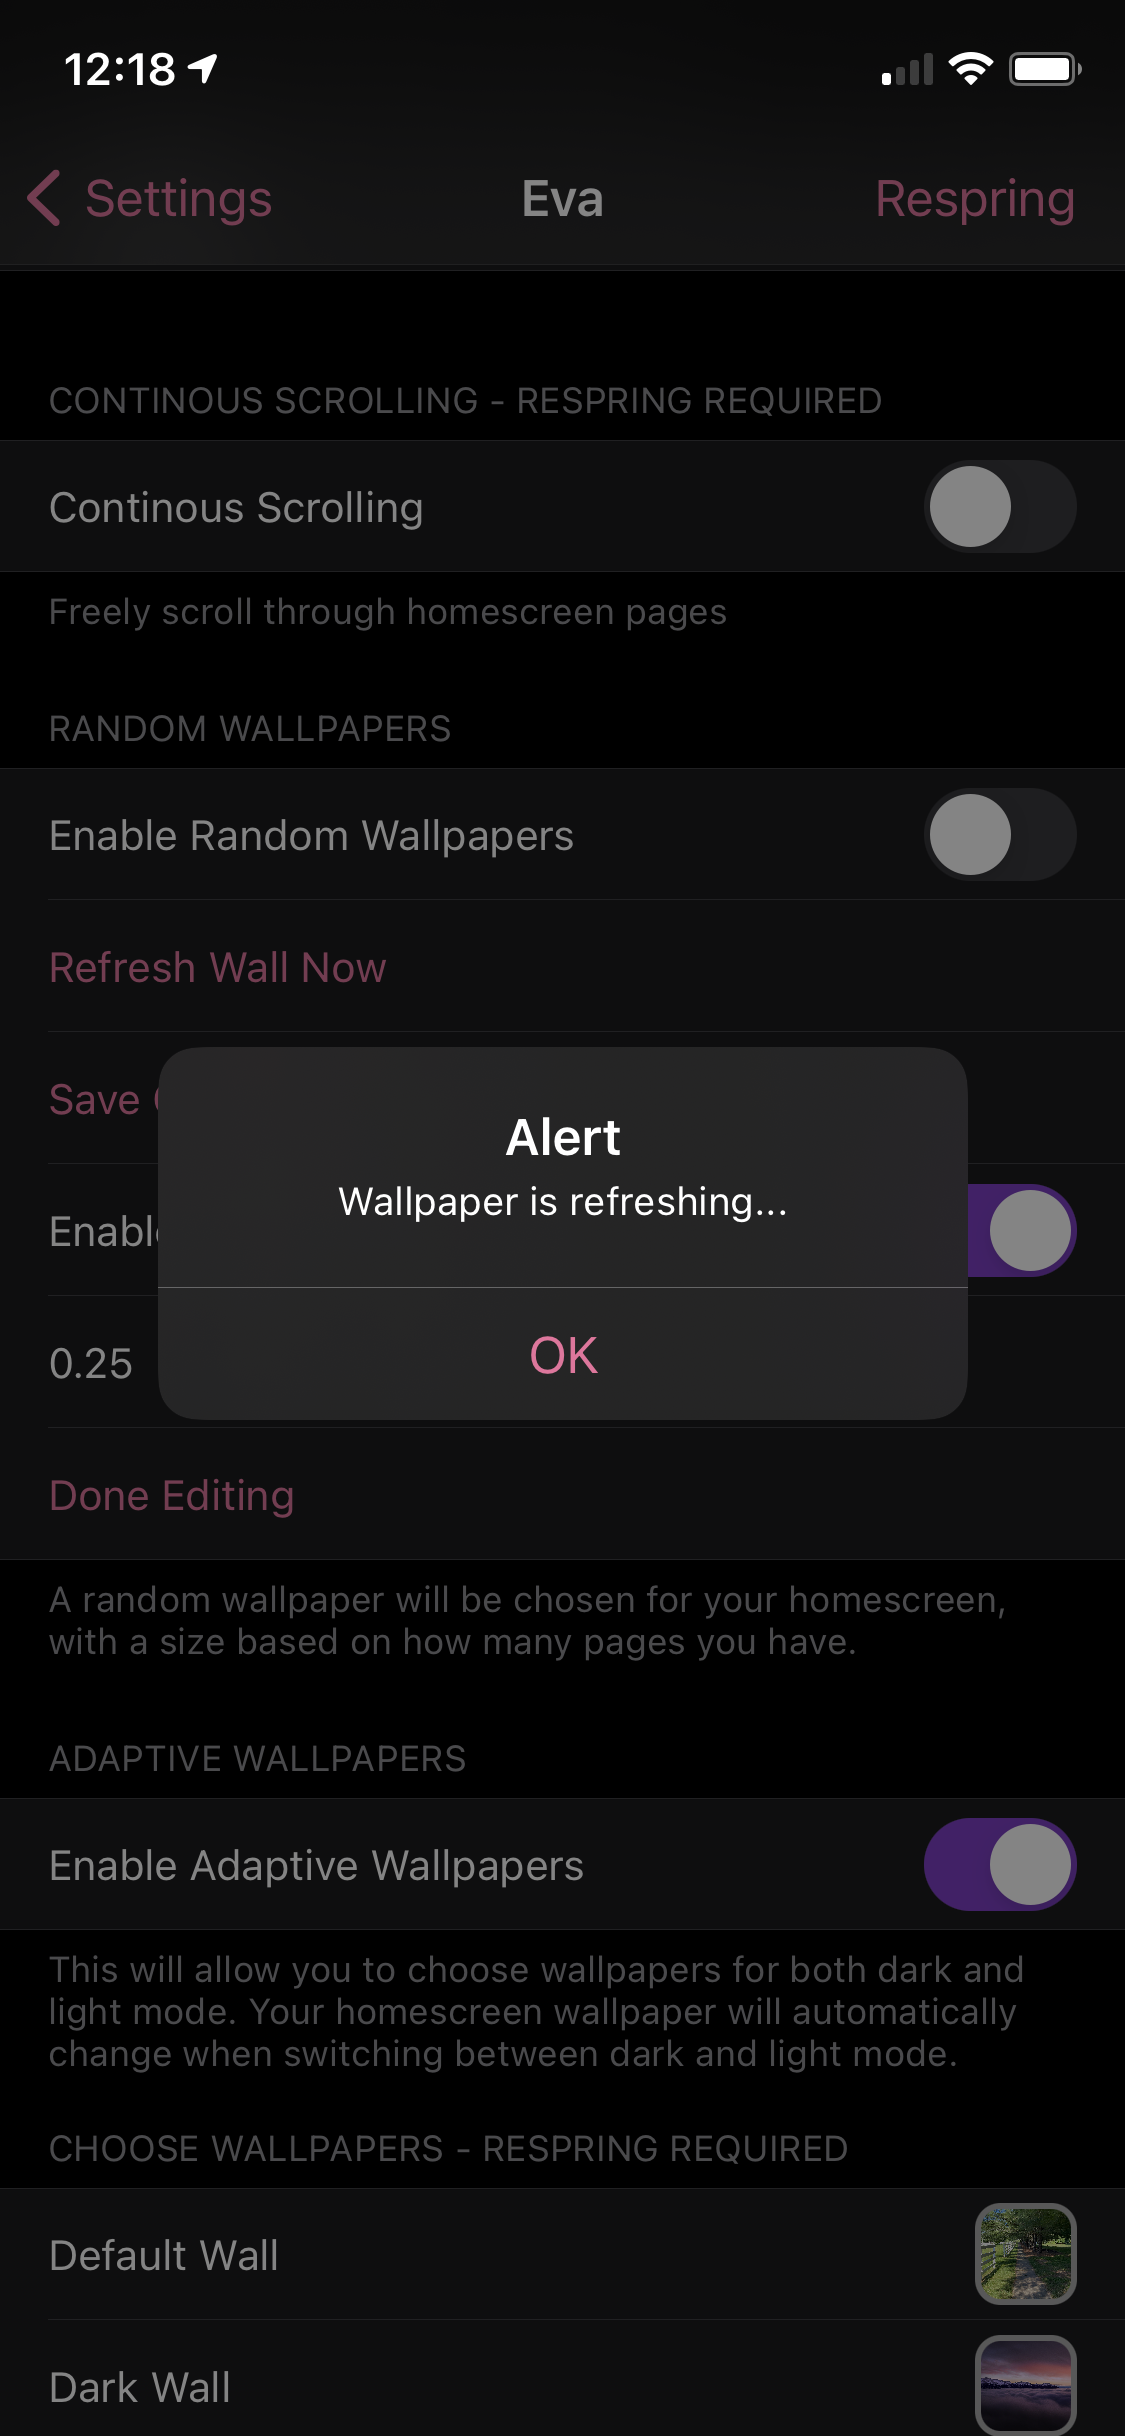 12:18
Settings
Eva
Respring
CONTINOUS SCROLLING - RESPRING REQUIRED
Continous Scrolling
Freely scroll through homescreen pages
RANDOM WALLPAPERS
Enable Random Wallpapers
Refresh Wall Now
Save
Alert
Wallpaper is refreshing...
0.25
OK
Done Editing
A random wallpaper will be chosen for your homescreen,
with a size based on how many pages you have.
ADAPTIVE WALLPAPERS
Enable Adaptive Wallpapers
This will allow you to choose wallpapers for both dark and
light mode. Your homescreen wallpaper will automatically
change when switching between dark and light mode.
CHOOSE WALLPAPERS - RESPRING REQUIRED
Default Wall
Dark Wall